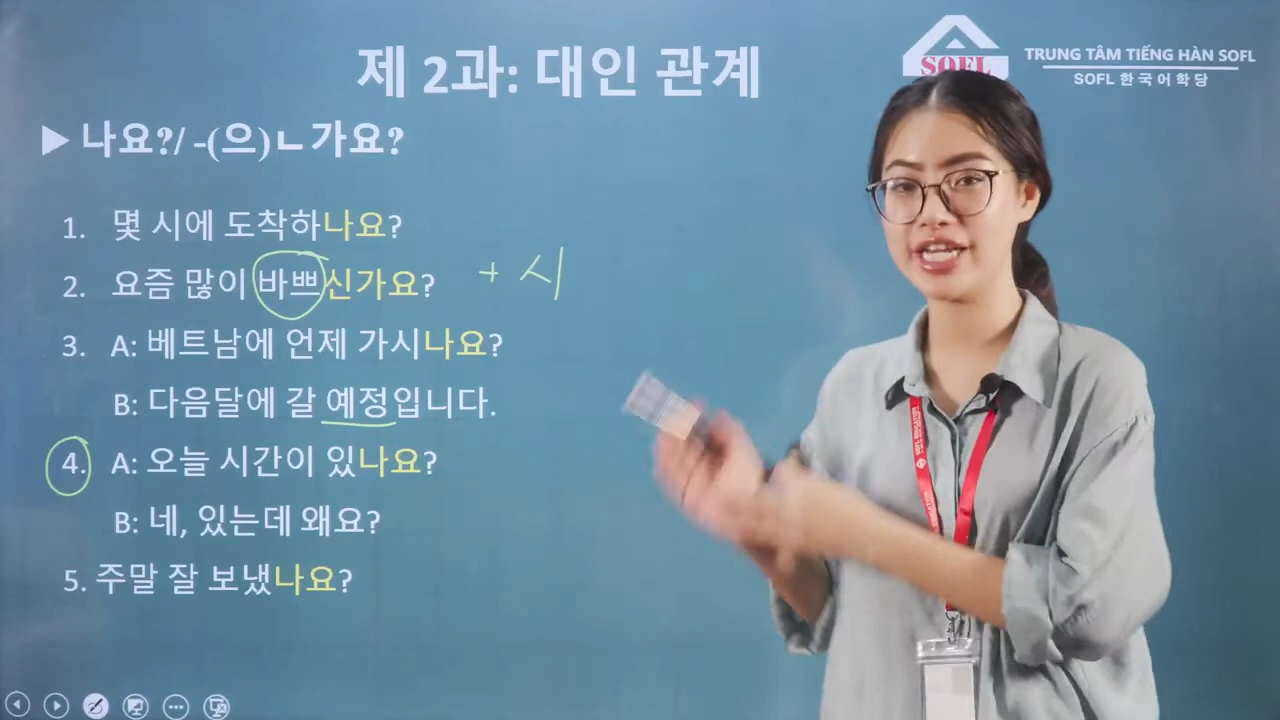 제 2과: 대인 관계
SOFL
TRUNG TÂM TIẾNG HÀN SOFL
SOFL 한국어학당
▶ 나요?/ -(으)ㄴ가요?
1. 몇 시에 도착하나요?
2. 요즘 많이 바쁘신가요? + 시
3. A: 베트남에 언제 가시나요?
B: 다음달에 갈 예정입니다.
4. A: 오늘 시간이 있나요?
B: 네, 있는데 왜요?
5. 주말 잘 보냈나요?